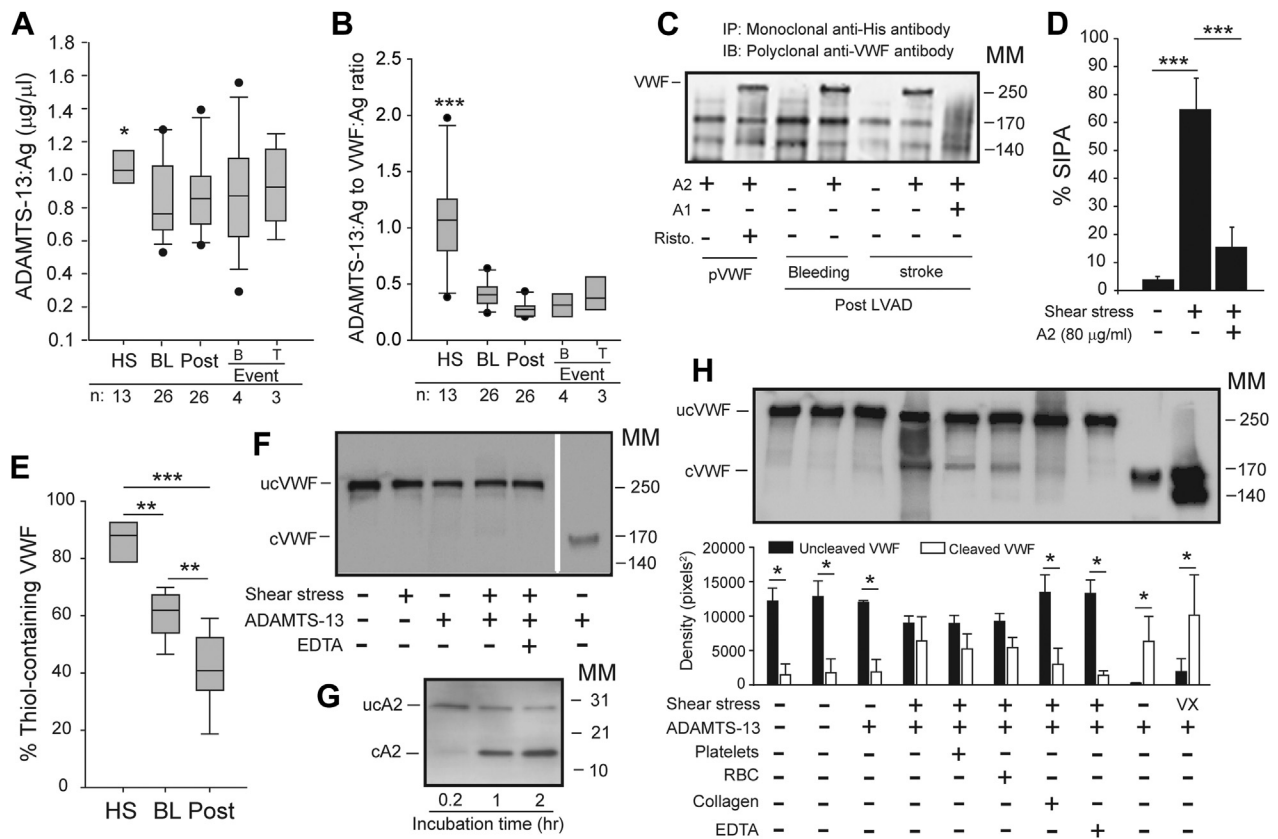 A
ADAMTS-13:Ag (μg/μl)
1.8
1.6
1.4
1.2
1.0
0.8
0.6
0.4
0.2
0.1
*
HS BL Post B T
Event
n: 13 26 26 4 3
B
ADAMTS-13:Ag to VWF:Ag ratio
2.5
2.0
1.5
1.0
0.5
0.0
***
HS BL Post B T
Event
n: 13 26 26 4 3
C
IP: Monoclonal anti-His antibody
IB: Polyclonal anti-VWF antibody
MM
VWF–
– 250
– 170
– 140
A2 + + - + - + +
A1 – – – – – – +
Risto. – + – – – – –
pVWF Bleeding stroke
Post LVAD
D
% SIPA
100
90
80
70
60
50
40
30
20
10
0
***
***
Shear stress - + +
A2 (80 μg/ml) – – +
E
% Thiol-containing VWF
100
80
60
40
20
0
***
**
**
HS BL Post
F
MM
ucVWF –
cVWF –
– 250
– 170
– 140
Shear stress – + – + + –
ADAMTS-13 – – + + + +
EDTA – – – – + –
G
MM
ucA2 –
cA2 –
– 31
– 21
– 10
0.2 1 2
Incubation time (hr)
H
MM
ucVWF –
cVWF –
– 250
– 170
– 140
Density (pixels²)
20000
15000
10000
5000
0
Uncleaved VWF Cleaved VWF
* * * * * * *
Shear stress – – – + + + + + – VX
ADAMTS-13 – – + + + + + + + +
Platelets – – – – + – – – – –
RBC – – – – – + – – – –
Collagen – – – – – – + – – –
EDTA – – – – – – – + – –